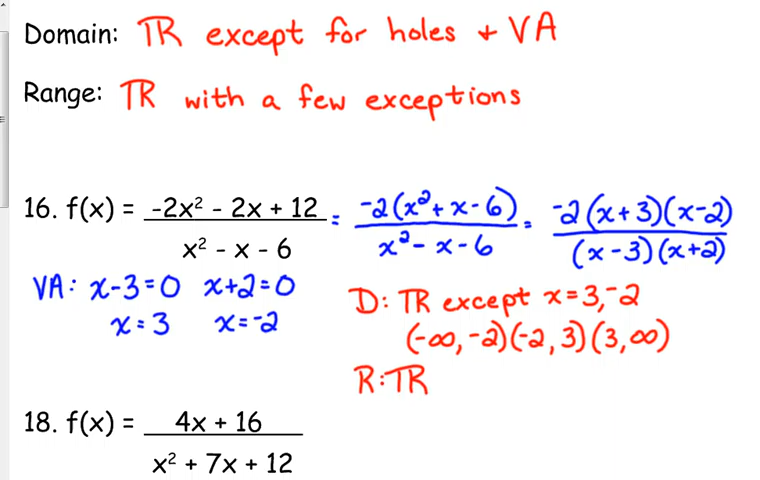 Domain: ℝ except for holes + VA
Range: ℝ with a few exceptions
16. f(x) = -2x² - 2x + 12 / x² - x - 6 = -2(x² + x - 6) / x² - x - 6 = -2(x+3)(x-2) / (x-3)(x+2)
VA: x-3=0 x+2=0
x=3 x=-2
D: ℝ except x=3,-2
(-∞,-2)(-2,3)(3,∞)
R: ℝ
18. f(x) = 4x + 16 / x² + 7x + 12